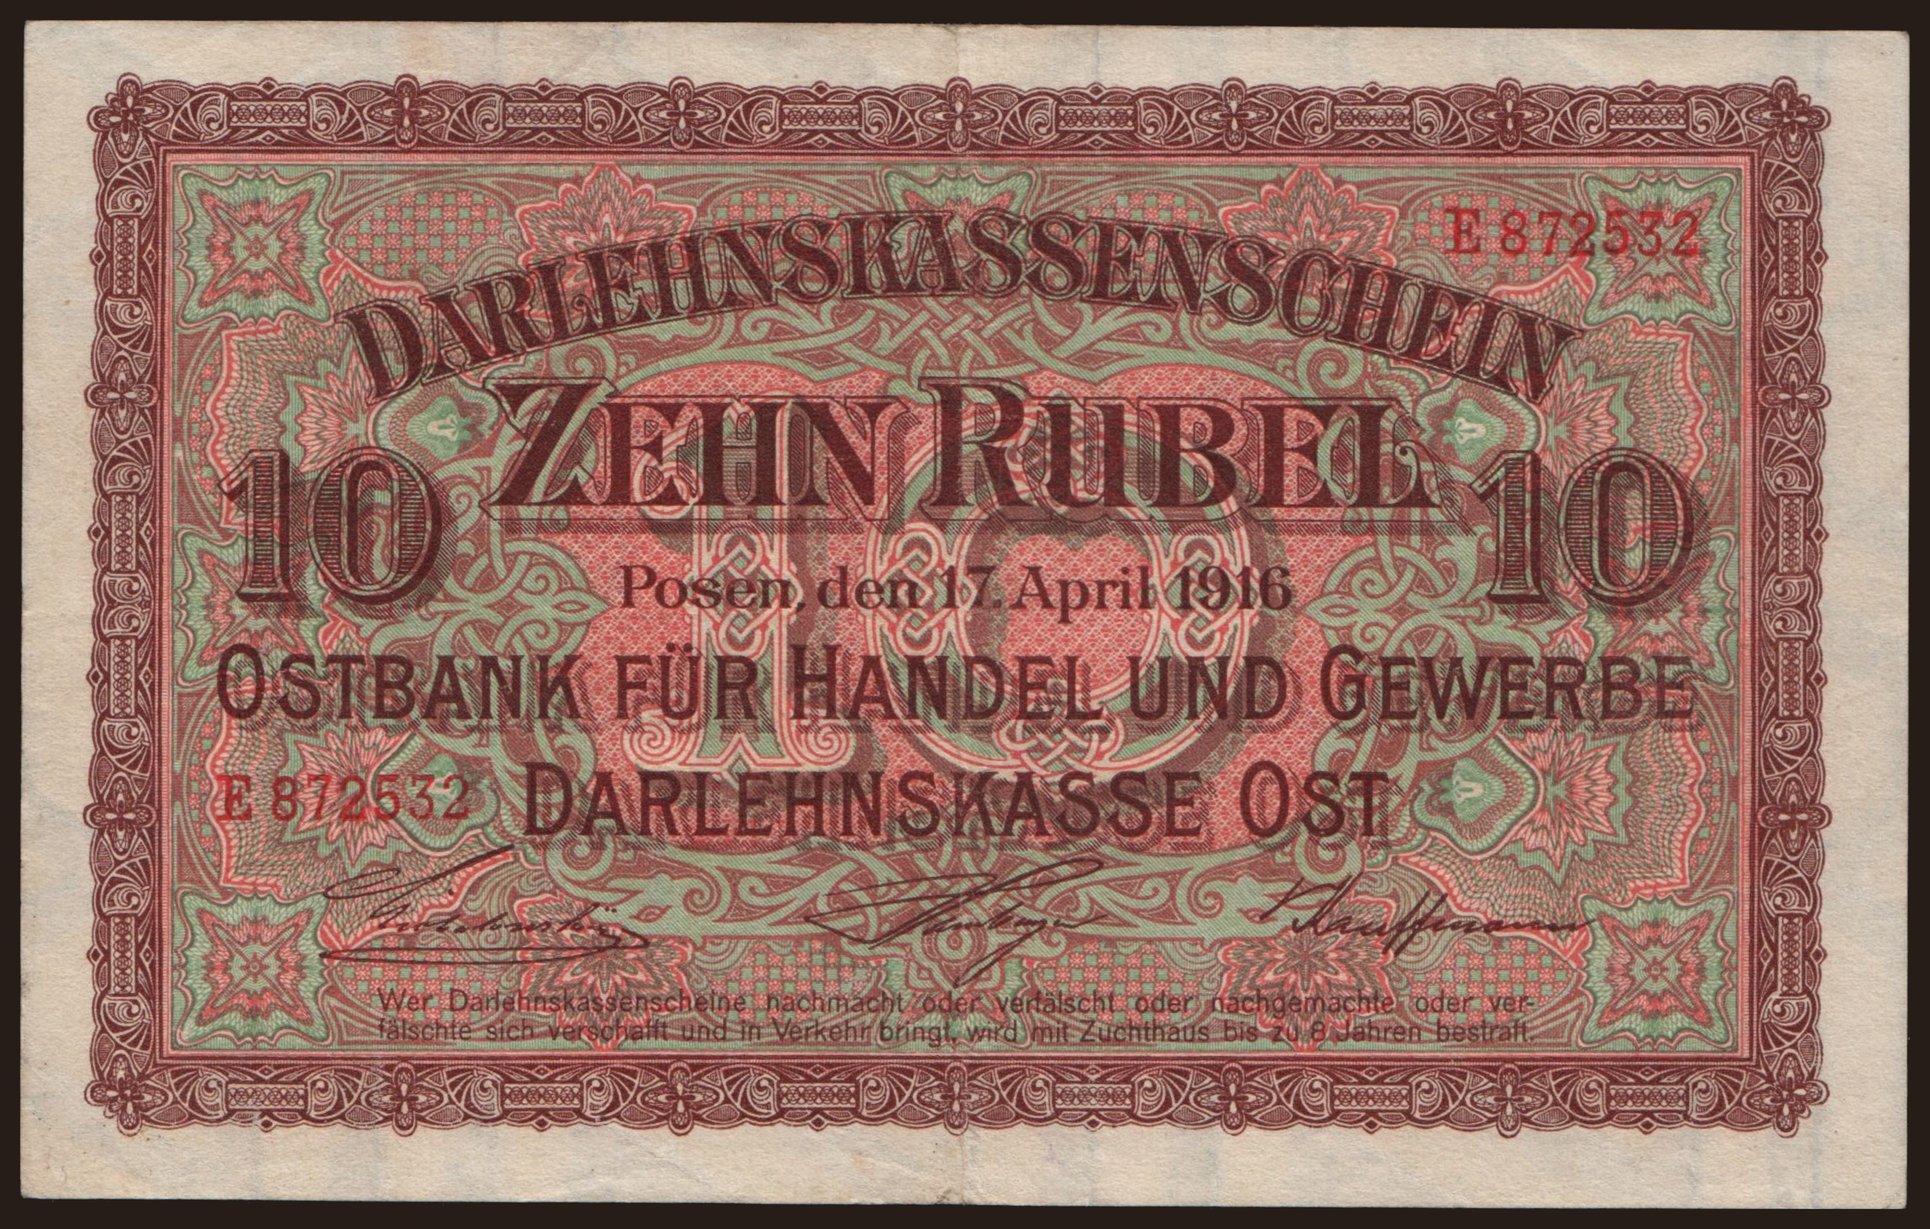 E 872532
DARLEHNSKASSENSCHEIN
ZEHN RUBEL
10 10
10
Posen, den 17. April 1916
OSTBANK FÜR HANDEL UND GEWERBE
E 872532 DARLEHNSKASSE OST
Kauffmann
Wer Darlehnskassenscheine nachmacht oder verfälscht oder nachgemachte oder ver-
fälschte sich verschafft und in Verkehr bringt, wird mit Zuchthaus bis zu 8 Jahren bestraft.